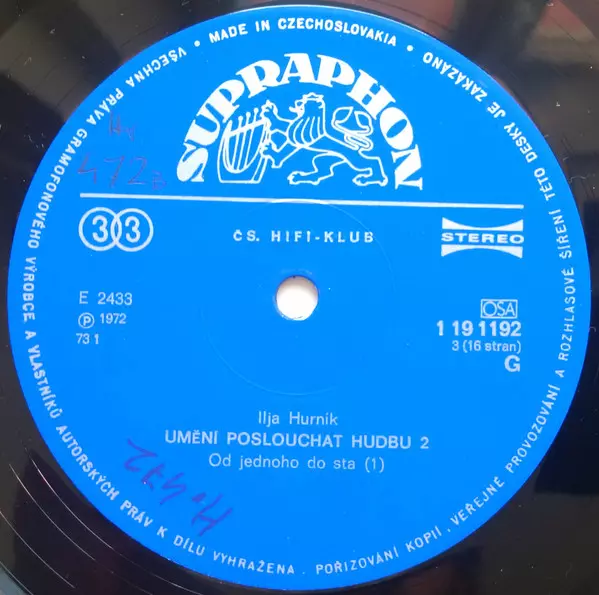 VŠECHNA PRÁVA GRAMOFONOVÉHO VÝROBCE A VLASTNÍKŮ AUTORSKÝCH PRÁV K DÍLU VYHRAŽENA. POŘIZOVÁNÍ KOPIÍ, VEŘEJNÉ PROVOZOVÁNÍ A ROZHLASOVÉ ŠÍŘENÍ TÉTO DESKY JE ZAKÁZÁNO
• MADE IN CZECHOSLOVAKIA •
SUPRAPHON
33
ČS. HIFI-KLUB
STEREO
E 2433
Ⓟ 1972
73 1
OSA
1 19 1192
3 (16 stran)
G
Ilja Hurník
UMĚNÍ POSLOUCHAT HUDBU 2
Od jednoho do sta (1)